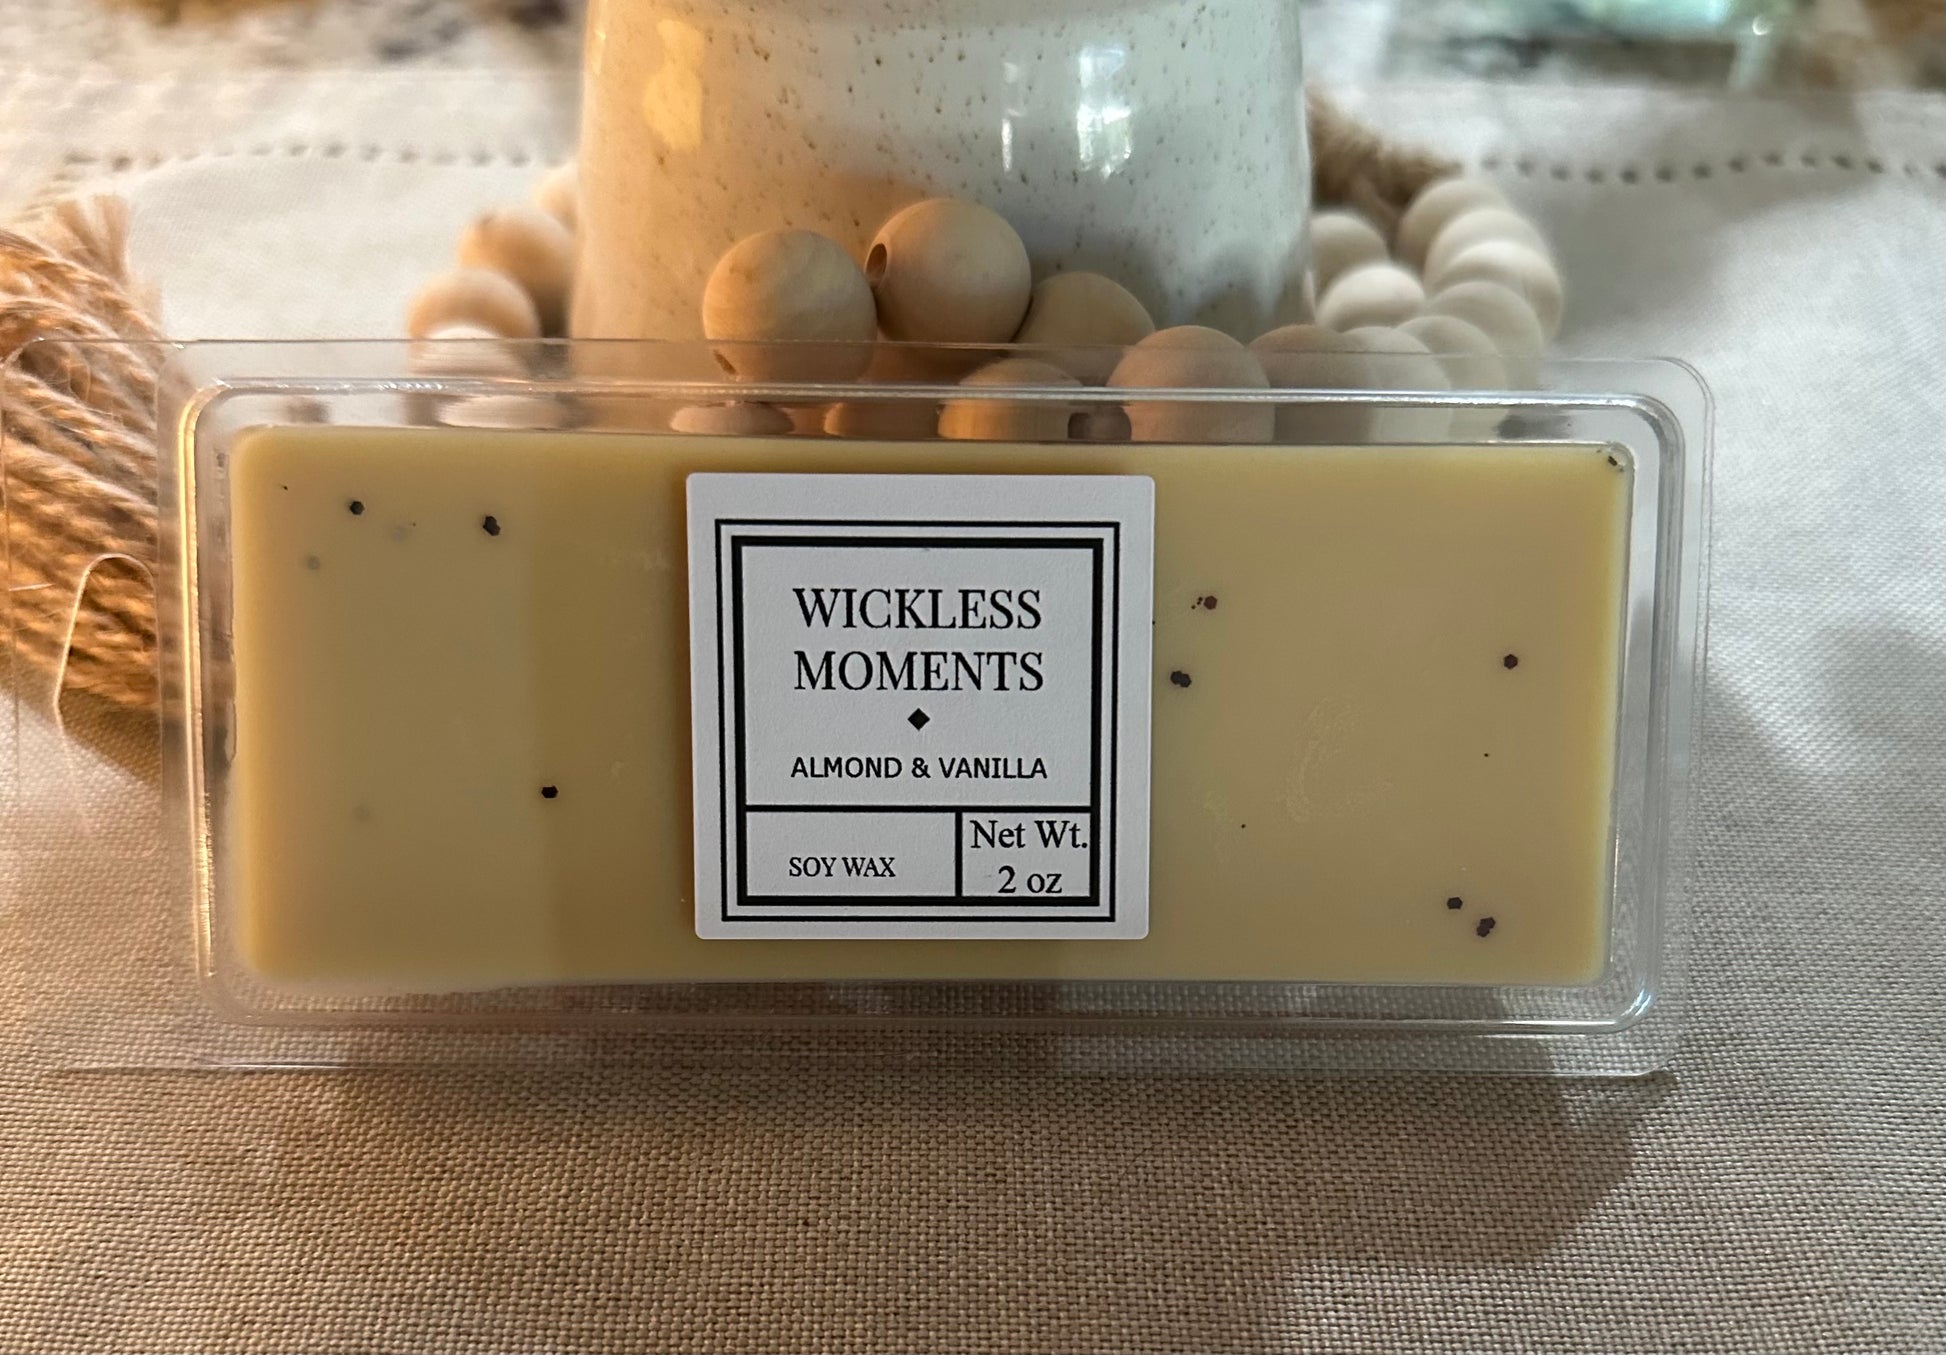 WICKLESS
MOMENTS
ALMOND & VANILLA
SOY WAX
Net Wt.
2 oz